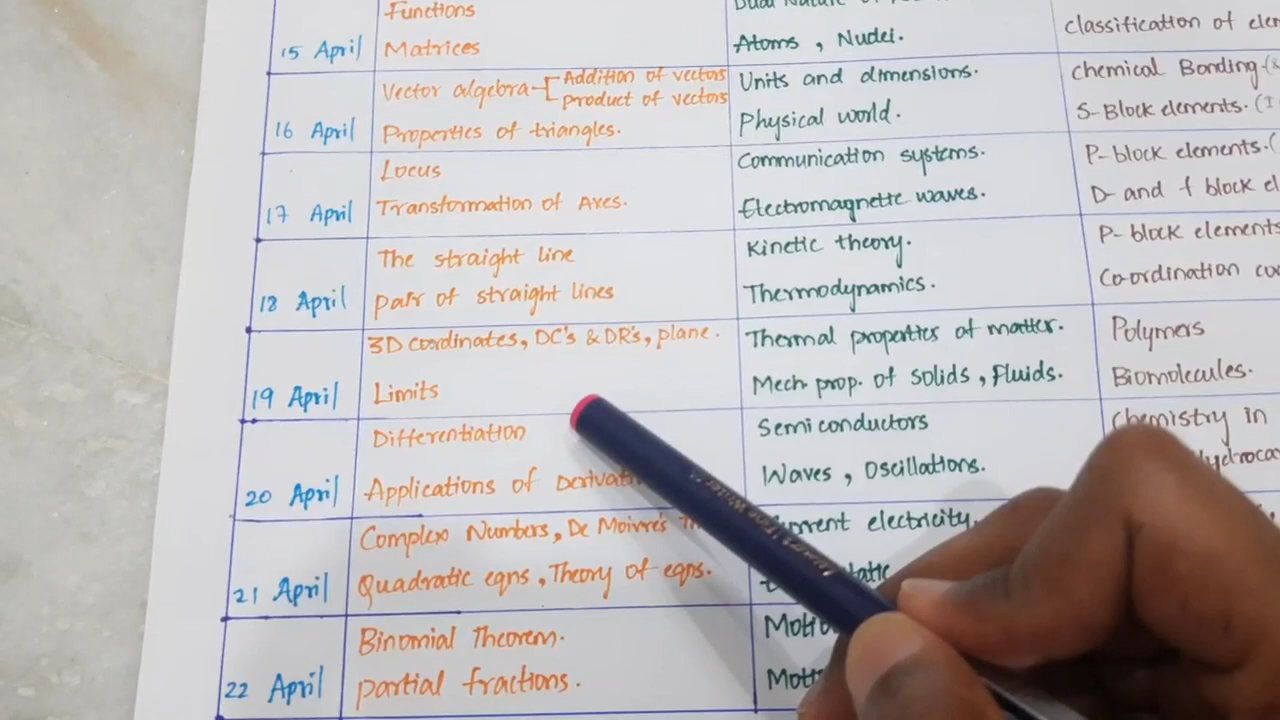 Functions
15 April
Matrices
Atoms , Nuclei.
classification of
Vector algebra
Addition of vectors
product of vectors
Units and dimensions.
Chemical Bonding.
16 April
Properties of triangles.
Physical world.
S-Block elements.
Locus
Communication systems.
P-block elements.
17 April
Transformation of Axes.
Electromagnetic waves.
D- and f block
The straight line
Kinetic theory.
P-block elements
18 April
pair of straight lines
Thermodynamics.
Co-ordination
3D cordinates, DC's & DR's, plane.
Thermal properties of matter.
Polymers
19 April
Limits
Mech. prop. of Solids , Fluids.
Biomolecules.
Differentiation
Semi conductors
Chemistry in
20 April
Applications of
Waves , Oscillations.
Complex Numbers, De Moivre's
electricity.
21 April
Quadratic eqns , Theory of eqns.
Binomial Theorem.
22 April
partial fractions.